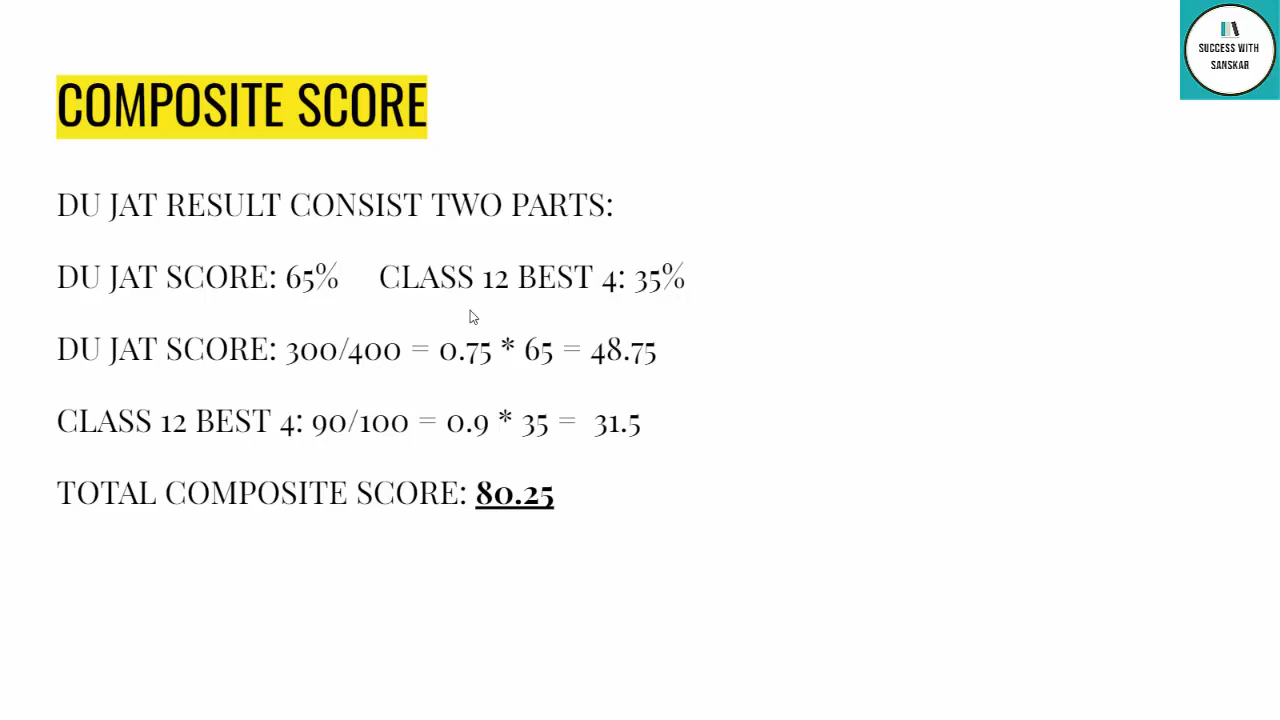 SUCCESS WITH
SANSKAR
COMPOSITE SCORE
DU JAT RESULT CONSIST TWO PARTS:
DU JAT SCORE: 65% CLASS 12 BEST 4: 35%
DU JAT SCORE: 300/400 = 0.75 * 65 = 48.75
CLASS 12 BEST 4: 90/100 = 0.9 * 35 = 31.5
TOTAL COMPOSITE SCORE: 80.25